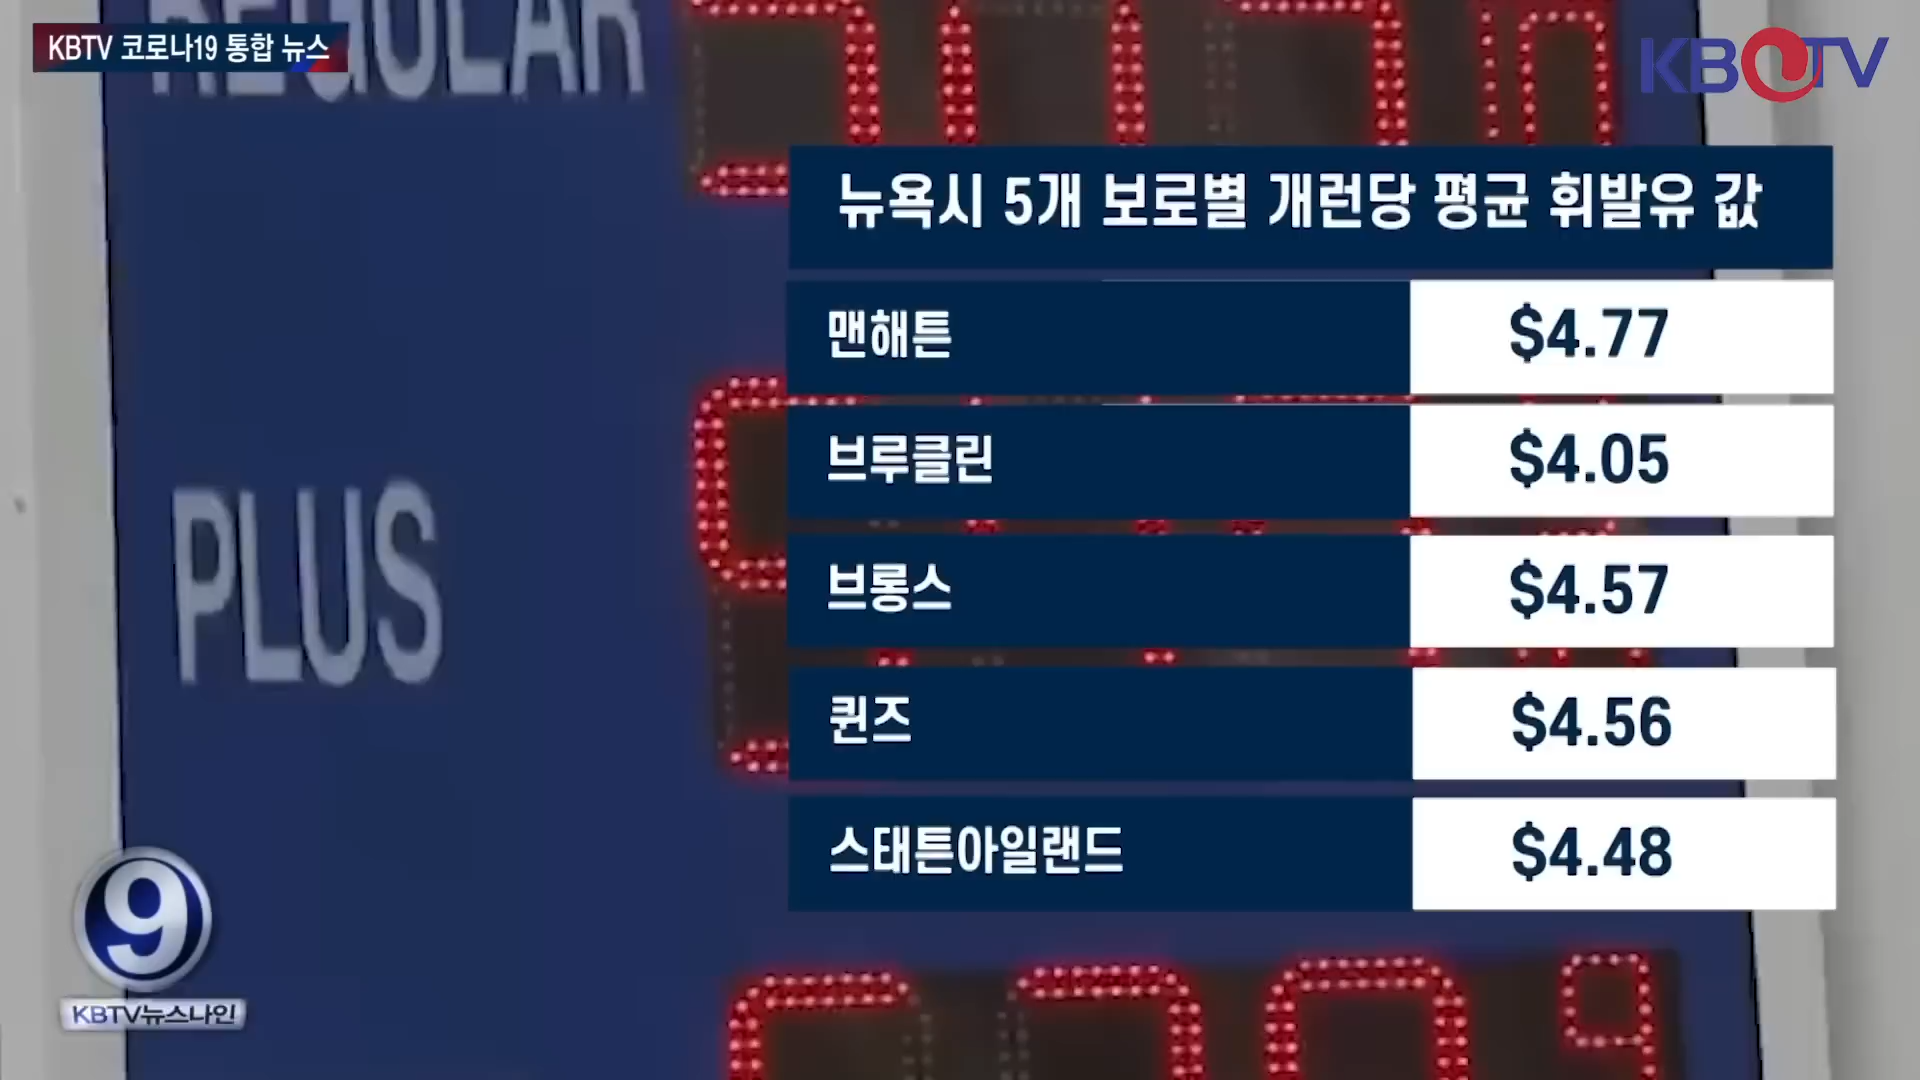 KBTV 코로나19 통합 뉴스
KBTV
REGULAR
뉴욕시 5개 보로별 개런당 평균 휘발유 값
맨해튼 $4.77
브루클린 $4.05
브롱스 $4.57
PLUS
퀸즈 $4.56
스태튼아일랜드 $4.48
9
KBTV뉴스나인
9